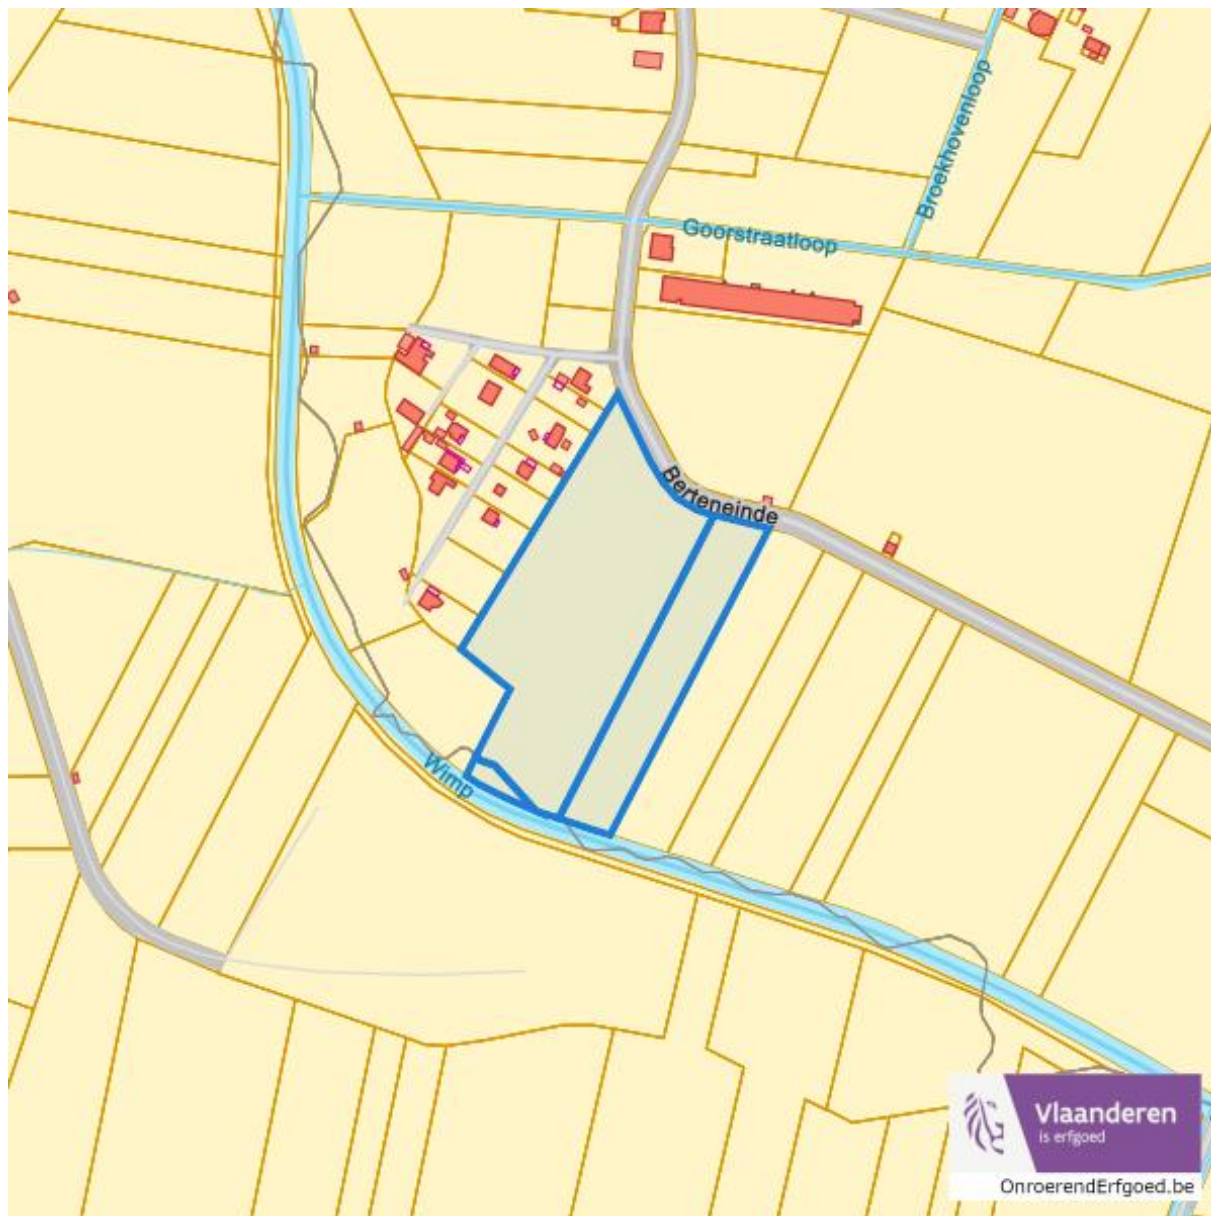 Broekhovenloop
Goorstraatloop
Berteneinde
Wimp
Vlaanderen
is erfgoed
OnroerendErfgoed.be